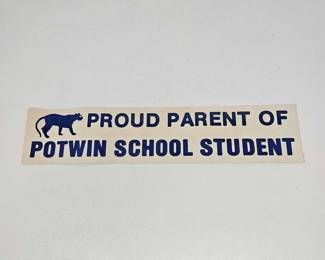 PROUD PARENT OF
POTWIN SCHOOL STUDENT